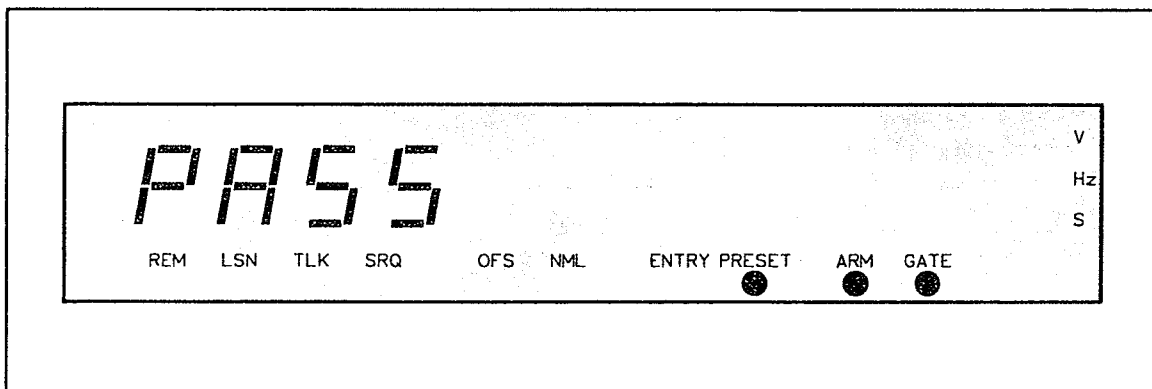 V
PASS
Hz
S
REM LSN TLK SRQ OFS NML ENTRY PRESET ARM GATE